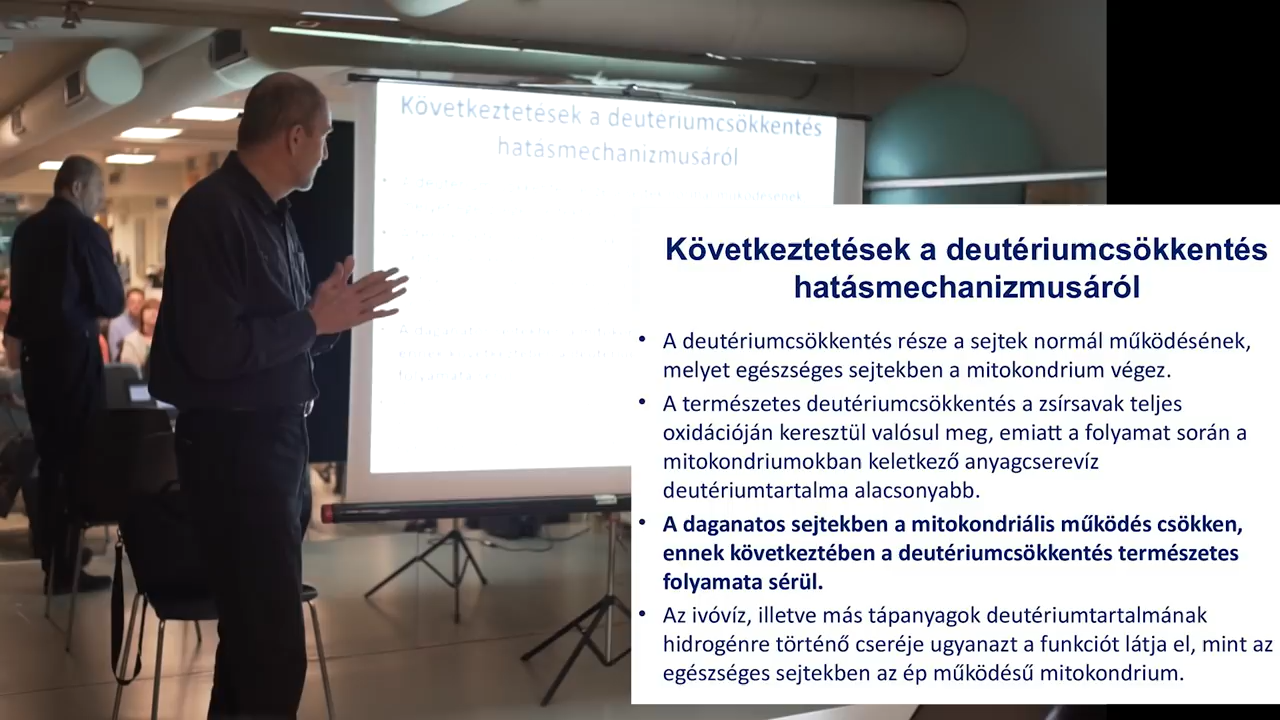 Következtetések a deutériumcsökkentés
hatásmechanizmusáról
Következtetések a deutériumcsökkentés
hatásmechanizmusáról
• A deutériumcsökkentés része a sejtek normál működésének,
melyet egészséges sejtekben a mitokondrium végez.
• A természetes deutériumcsökkentés a zsírsavak teljes
oxidációján keresztül valósul meg, emiatt a folyamat során a
mitokondriumokban keletkező anyagcserevíz
deutériumtartalma alacsonyabb.
• A daganatos sejtekben a mitokondriális működés csökken,
ennek következtében a deutériumcsökkentés természetes
folyamata sérül.
• Az ivóvíz, illetve más tápanyagok deutériumtartalmának
hidrogénre történő cseréje ugyanazt a funkciót látja el, mint az
egészséges sejtekben az ép működésű mitokondrium.